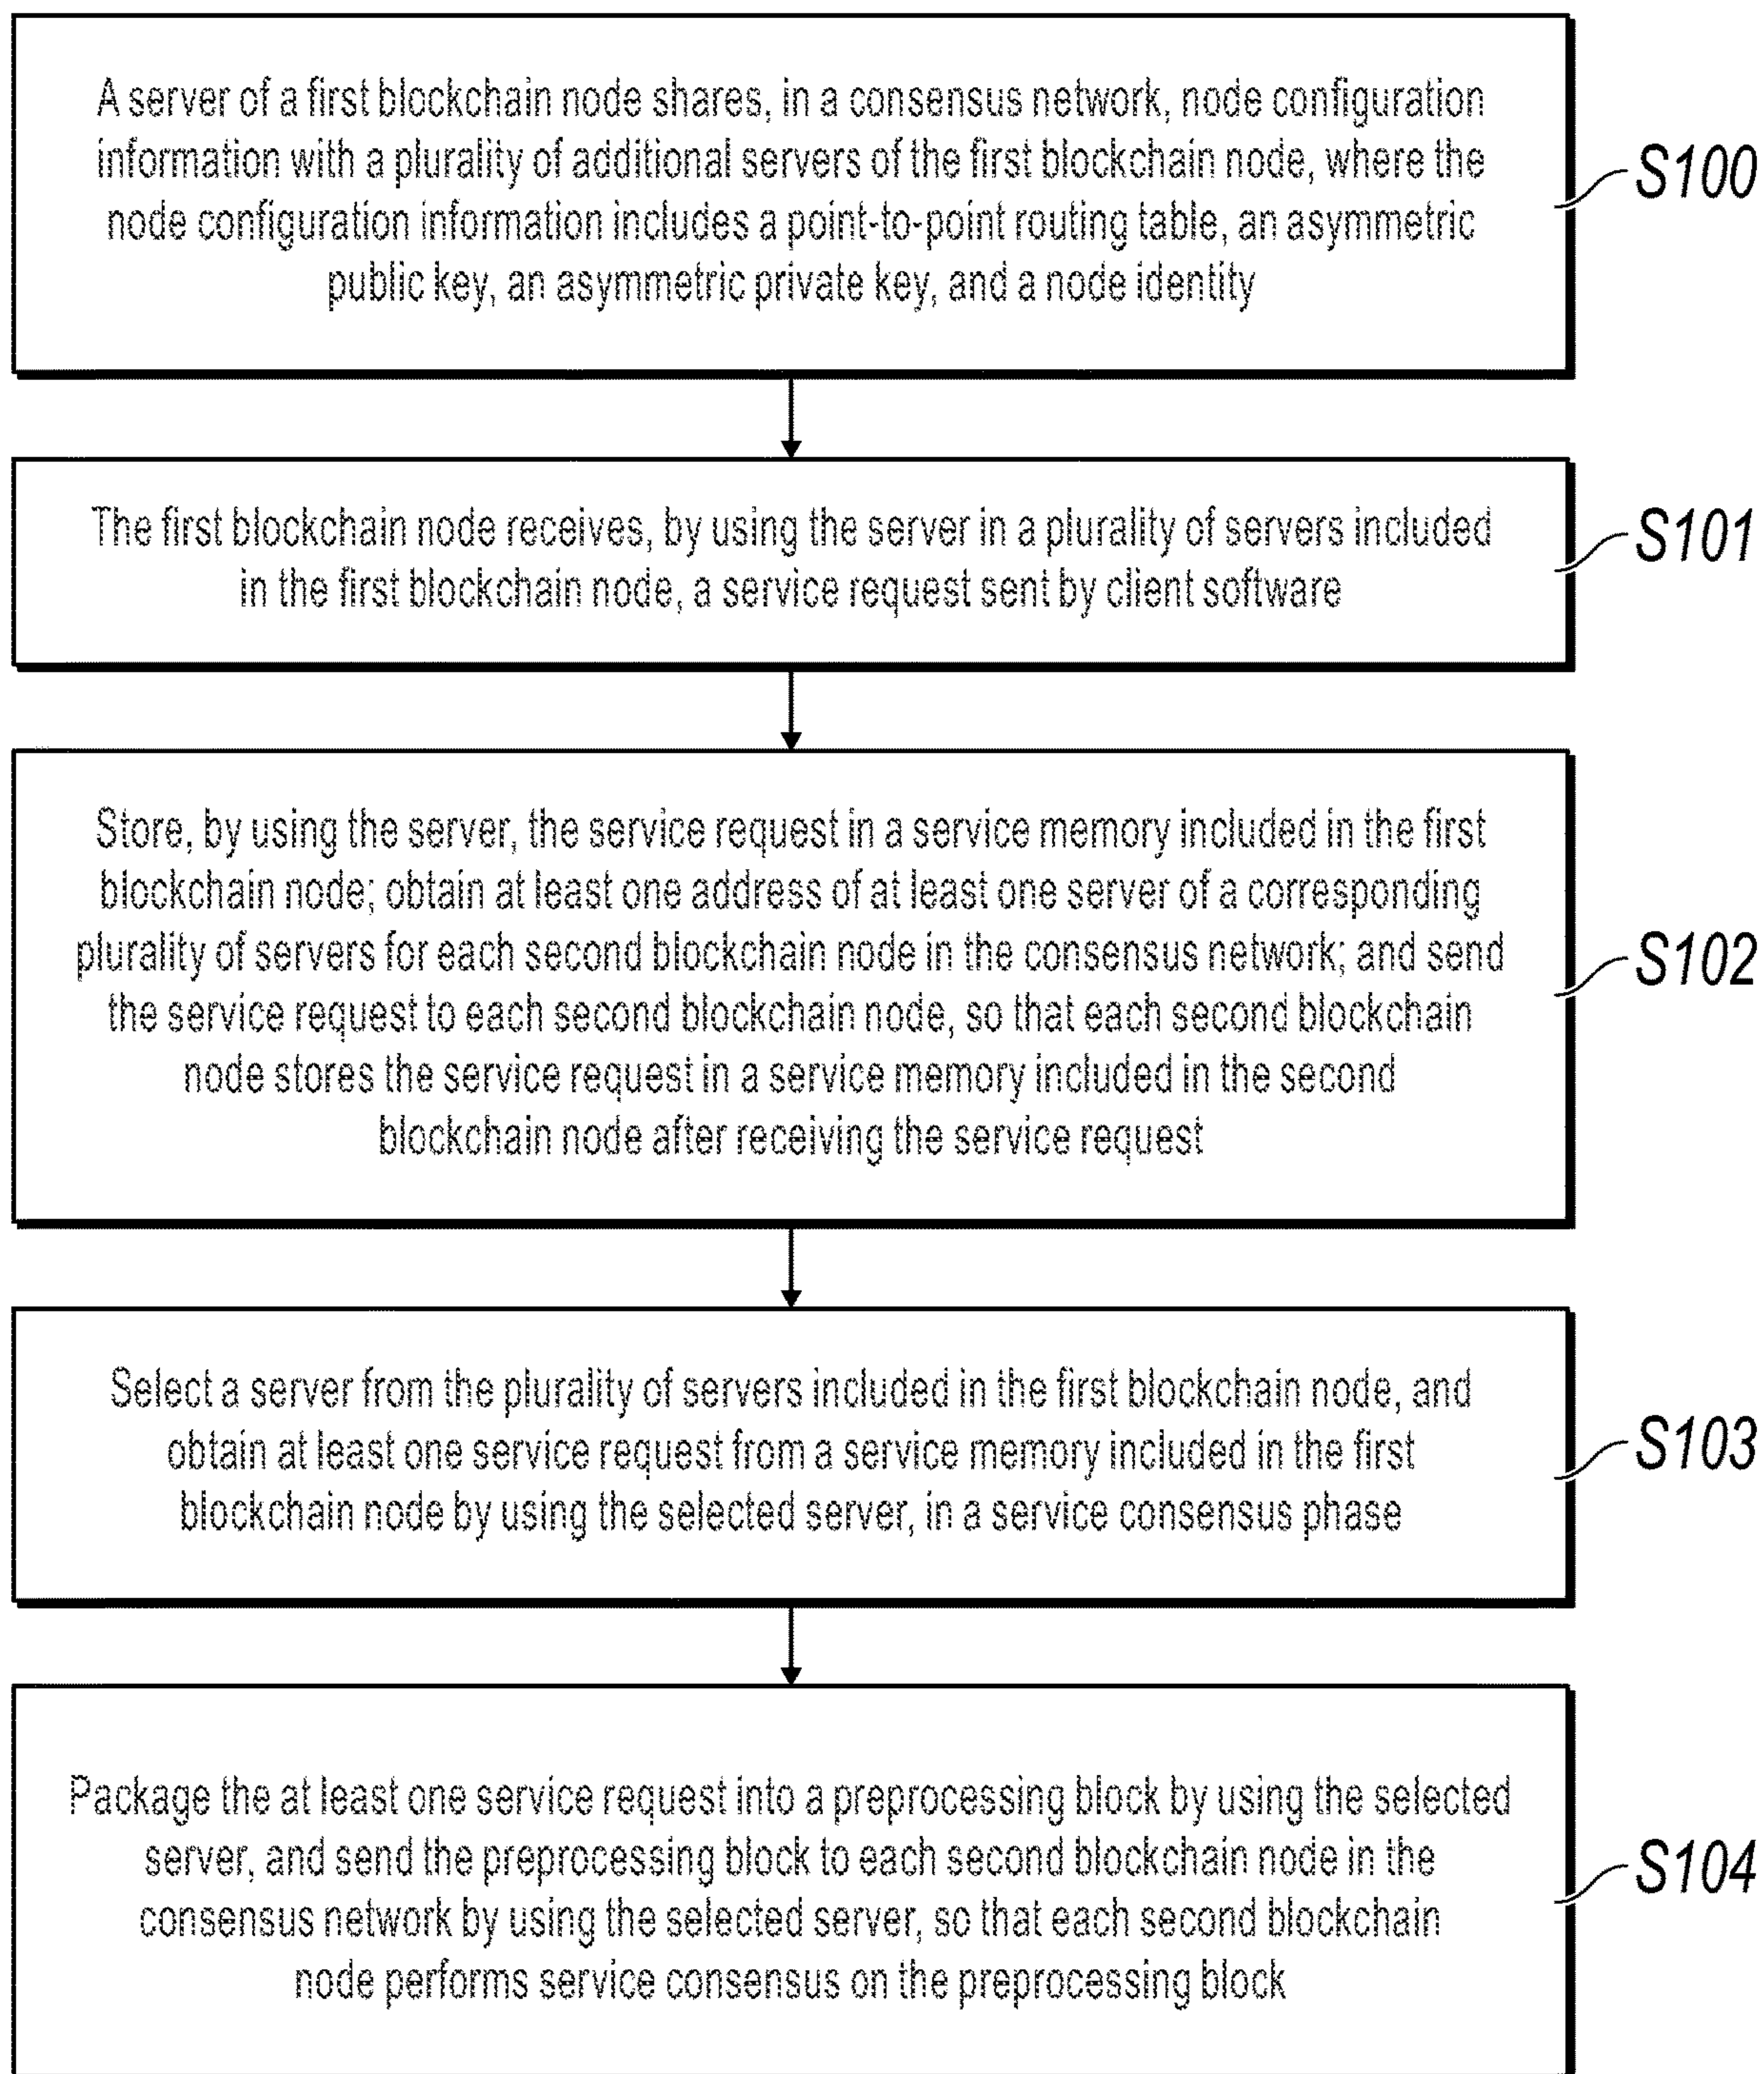 A server of a first blockchain node shares, in a consensus network, node configuration
information with a plurality of additional servers of the first blockchain node, where the
node configuration information includes a point-to-point routing table, an asymmetric
public key, an asymmetric private key, and a node identity
S100
The first blockchain node receives, by using the server in a plurality of servers included
in the first blockchain node, a service request sent by client software
S101
Store, by using the server, the service request in a service memory included in the first
blockchain node; obtain at least one address of at least one server of a corresponding
plurality of servers for each second blockchain node in the consensus network; and send
the service request to each second blockchain node, so that each second blockchain
node stores the service request in a service memory included in the second
blockchain node after receiving the service request
S102
Select a server from the plurality of servers included in the first blockchain node, and
obtain at least one service request from a service memory included in the first
blockchain node by using the selected server, in a service consensus phase
S103
Package the at least one service request into a preprocessing block by using the selected
server, and send the preprocessing block to each second blockchain node in the
consensus network by using the selected server, so that each second blockchain
node performs service consensus on the preprocessing block
S104